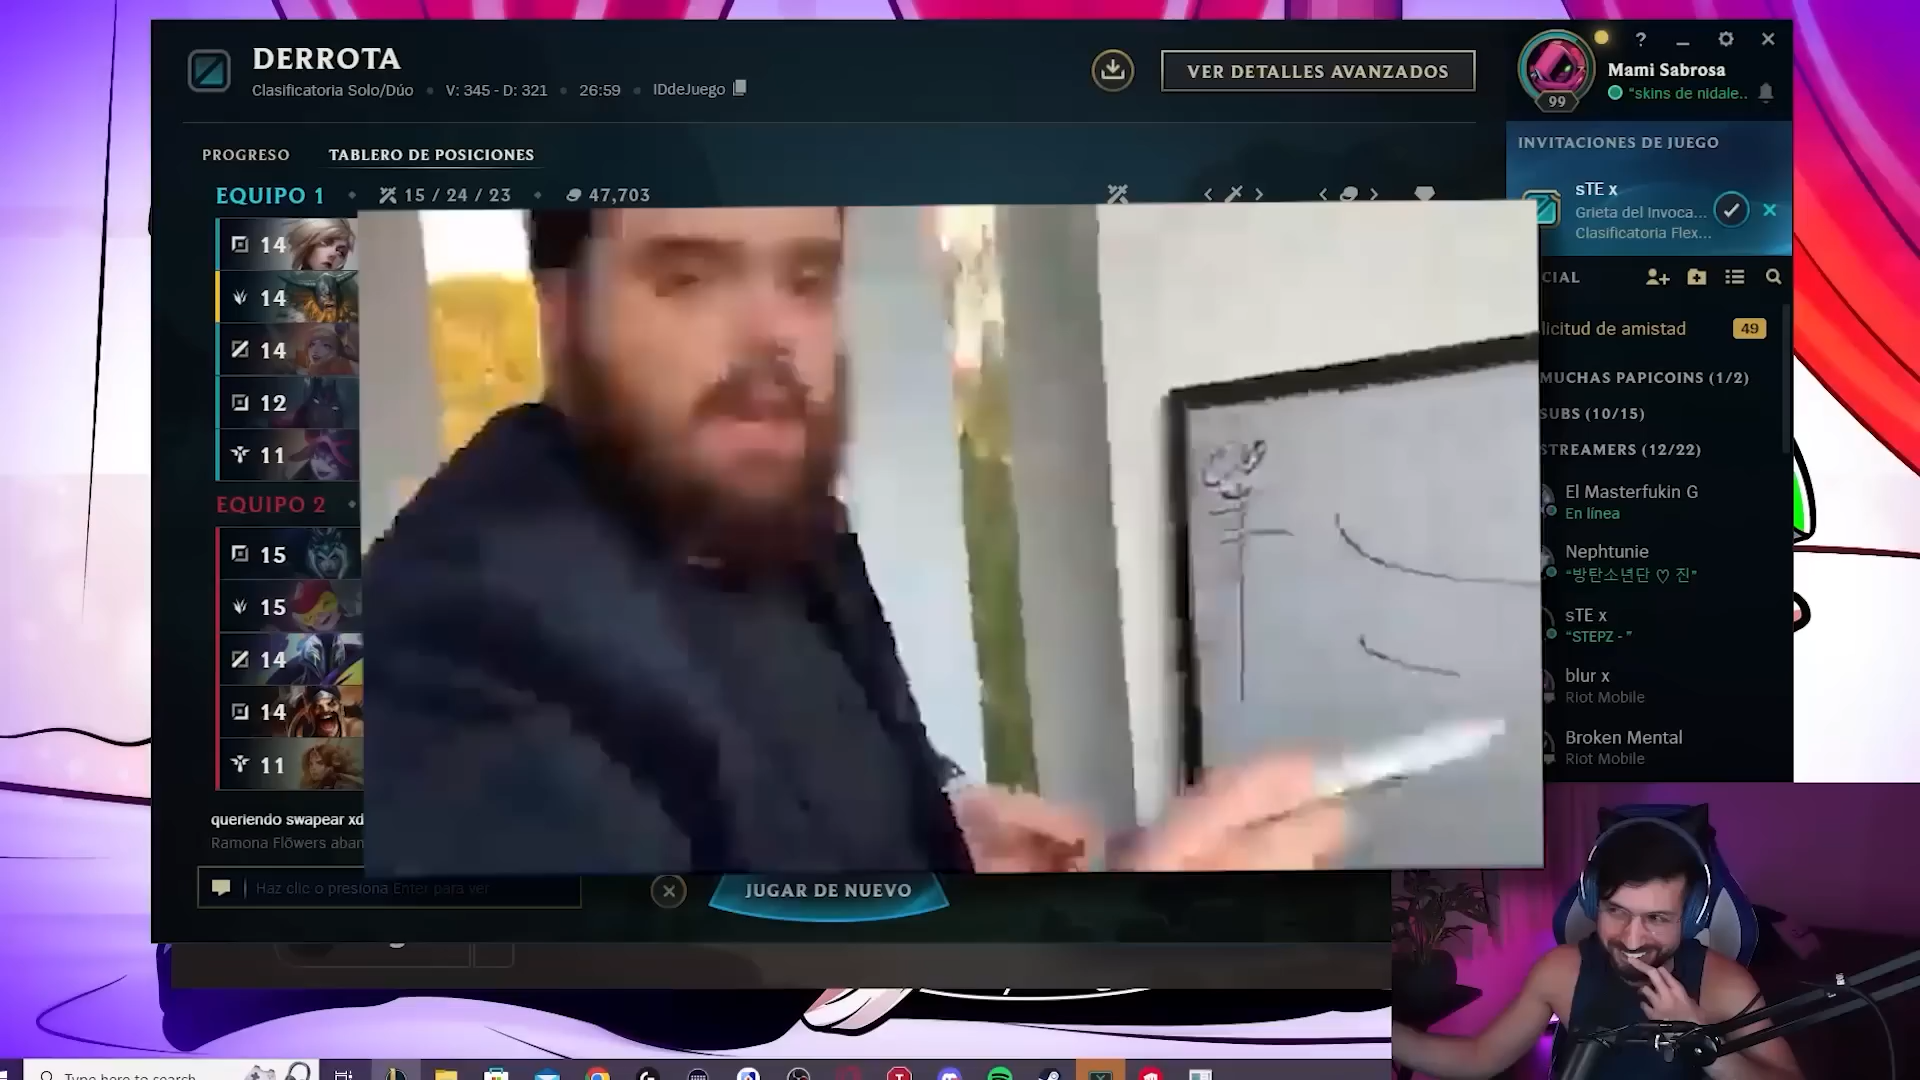 DERROTA
Clasificatoria Solo/Dúo • V: 345 - D: 321 • 26:59 • IDdeJuego
VER DETALLES AVANZADOS
?
Mami Sabrosa
99
"skins de nidale..
PROGRESO
TABLERO DE POSICIONES
INVITACIONES DE JUEGO
EQUIPO 1 • 15 / 24 / 23 • 47,703
sTE x
Grieta del Invoca...
Clasificatoria Flex...
14
14
14
12
11
CIAL
licitud de amistad
49
MUCHAS PAPICOINS (1/2)
SUBS (10/15)
STREAMERS (12/22)
El Masterfukin G
En línea
Nephtunie
"방탄소년단 ♡ 진"
sTE x
"STEPZ - "
blur x
Riot Mobile
Broken Mental
Riot Mobile
EQUIPO 2
15
15
14
14
11
queriendo swapear xd
Ramona Flōwers aban
Haz clic o presiona Enter para ver
JUGAR DE NUEVO
Type here to search